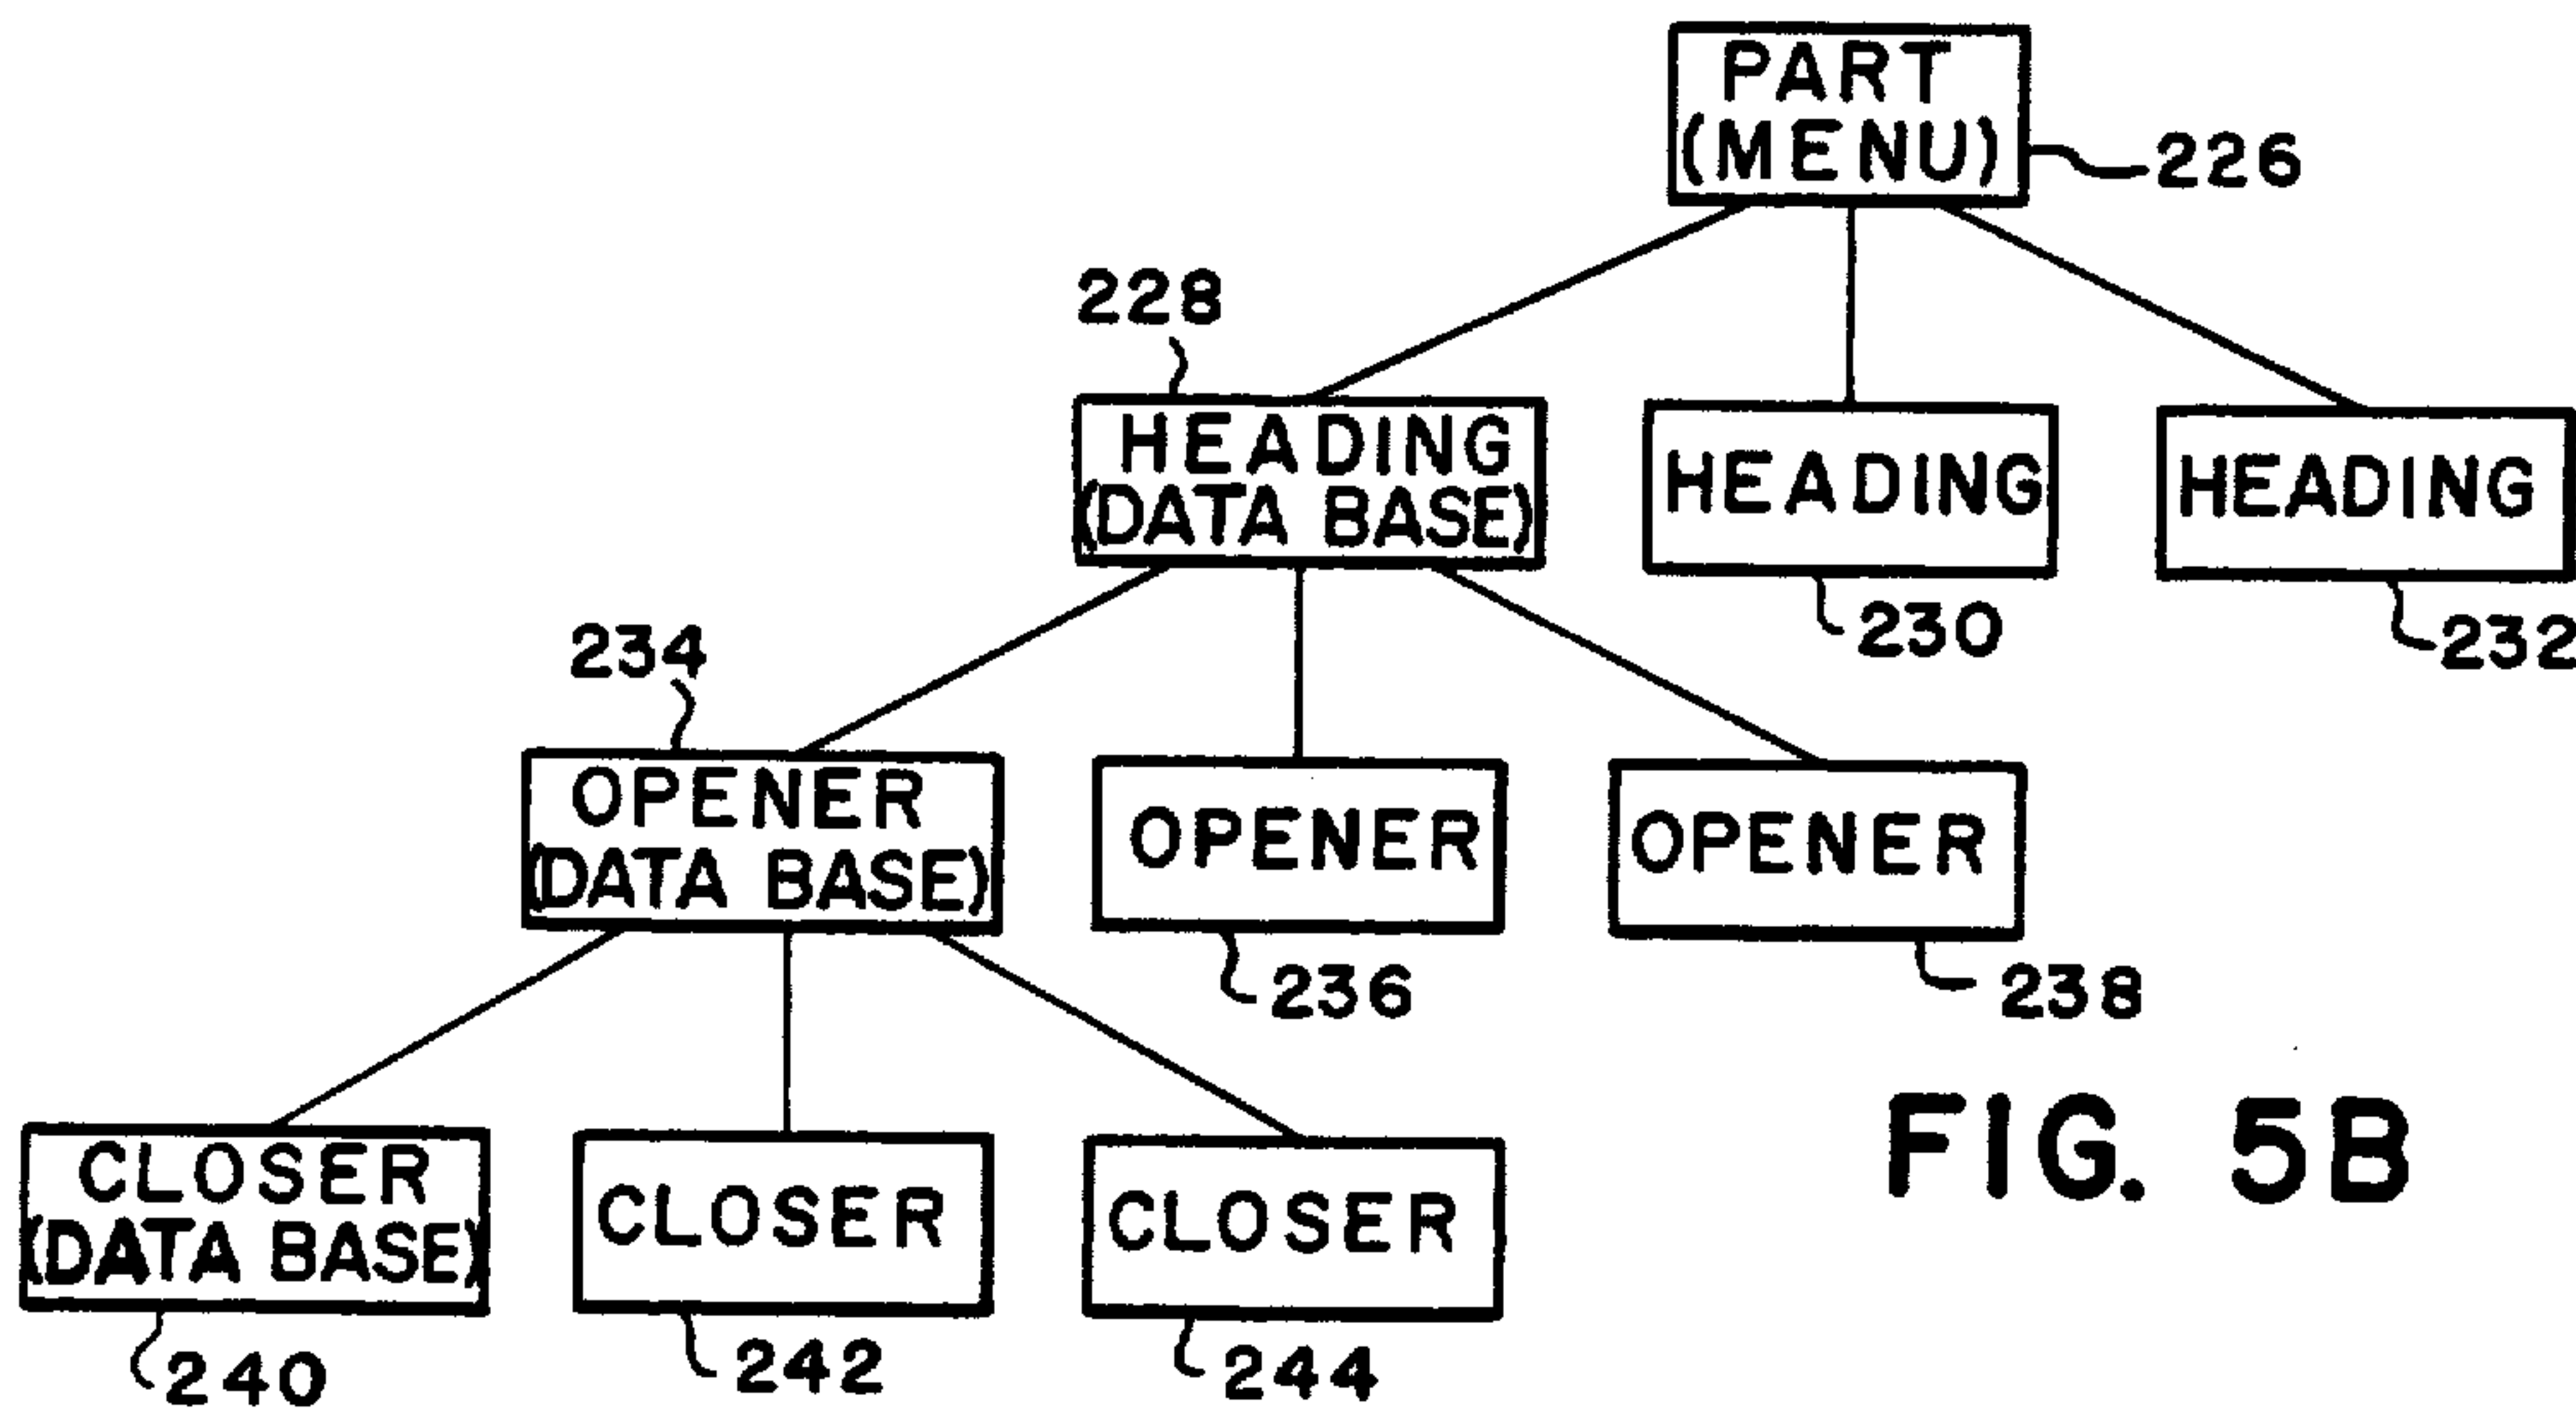 PART
(MENU)
226
228
HEADING
(DATA BASE)
HEADING
HEADING
230
232
234
OPENER
(DATA BASE)
OPENER
OPENER
236
238
CLOSER
(DATA BASE)
CLOSER
CLOSER
240
242
244
FIG. 5B